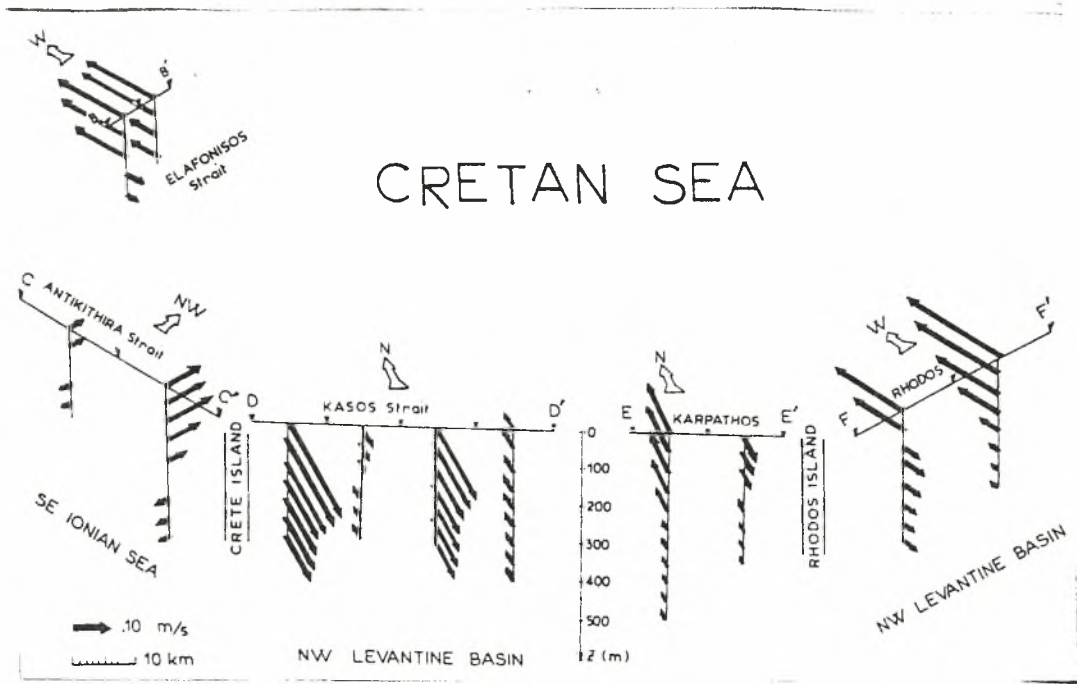 W
B'
B
ELAFONISOS
Strait
CRETAN SEA
C
ANTIKITHIRA Strait
NW
C'
SE IONIAN SEA
CRETE ISLAND
D
KASOS Strait
N
D'
E
KARPATHOS
N
E'
0
100
200
300
400
500
Z (m)
RHODOS ISLAND
F
RHODOS
W
F'
NW LEVANTINE BASIN
.10 m/s
10 km
NW LEVANTINE BASIN